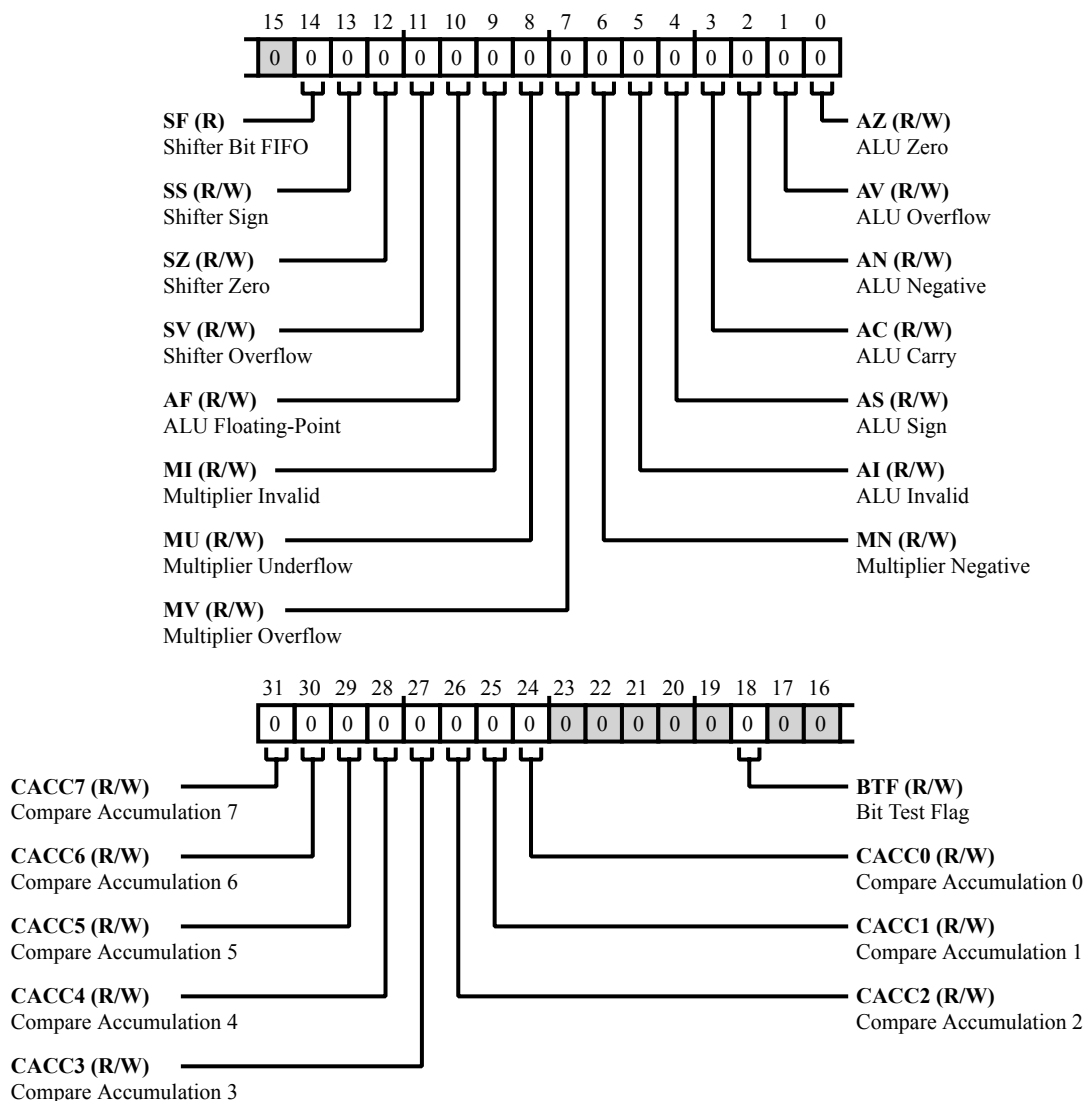 15 14 13 12 11 10 9 8 7 6 5 4 3 2 1 0
0 0 0 0 0 0 0 0 0 0 0 0 0 0 0 0
SF (R)
Shifter Bit FIFO
SS (R/W)
Shifter Sign
SZ (R/W)
Shifter Zero
SV (R/W)
Shifter Overflow
AF (R/W)
ALU Floating-Point
MI (R/W)
Multiplier Invalid
MU (R/W)
Multiplier Underflow
MV (R/W)
Multiplier Overflow
AZ (R/W)
ALU Zero
AV (R/W)
ALU Overflow
AN (R/W)
ALU Negative
AC (R/W)
ALU Carry
AS (R/W)
ALU Sign
AI (R/W)
ALU Invalid
MN (R/W)
Multiplier Negative
31 30 29 28 27 26 25 24 23 22 21 20 19 18 17 16
0 0 0 0 0 0 0 0 0 0 0 0 0 0 0 0
CACC7 (R/W)
Compare Accumulation 7
CACC6 (R/W)
Compare Accumulation 6
CACC5 (R/W)
Compare Accumulation 5
CACC4 (R/W)
Compare Accumulation 4
CACC3 (R/W)
Compare Accumulation 3
BTF (R/W)
Bit Test Flag
CACC0 (R/W)
Compare Accumulation 0
CACC1 (R/W)
Compare Accumulation 1
CACC2 (R/W)
Compare Accumulation 2